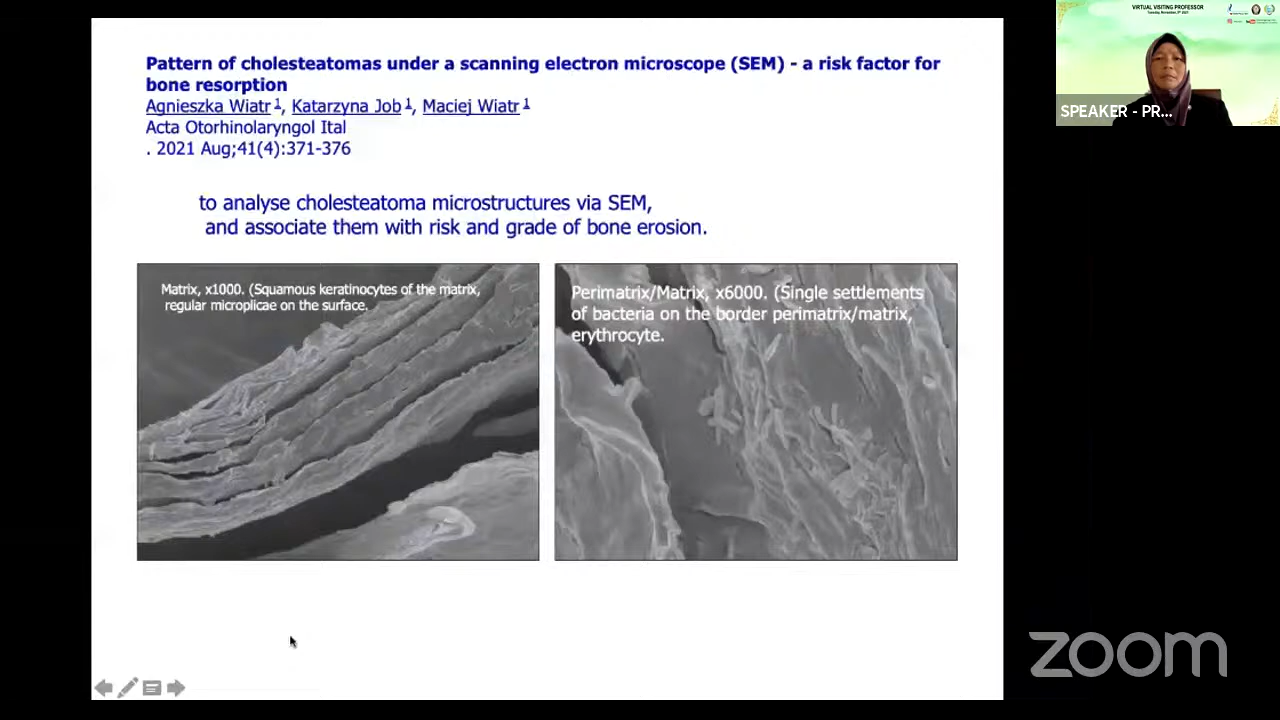 Pattern of cholesteatomas under a scanning electron microscope (SEM) - a risk factor for
bone resorption
Agnieszka Wiatr 1, Katarzyna Job 1, Maciej Wiatr 1
Acta Otorhinolaryngol Ital
. 2021 Aug;41(4):371-376
to analyse cholesteatoma microstructures via SEM,
and associate them with risk and grade of bone erosion.
Matrix, x1000. (Squamous keratinocytes of the matrix,
regular microplicae on the surface.
Perimatrix/Matrix, x6000. (Single settlements
of bacteria on the border perimatrix/matrix,
erythrocyte.
VIRTUAL VISITING PROFESSOR
SPEAKER - PR...
zoom